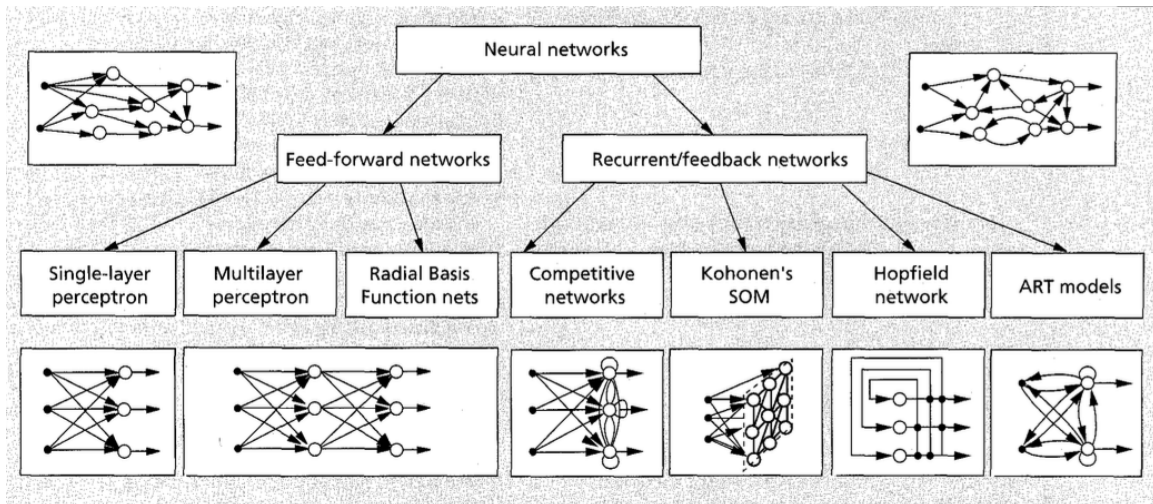 Neural networks
Feed-forward networks
Recurrent/feedback networks
Single-layer
perceptron
Multilayer
perceptron
Radial Basis
Function nets
Competitive
networks
Kohonen's
SOM
Hopfield
network
ART models